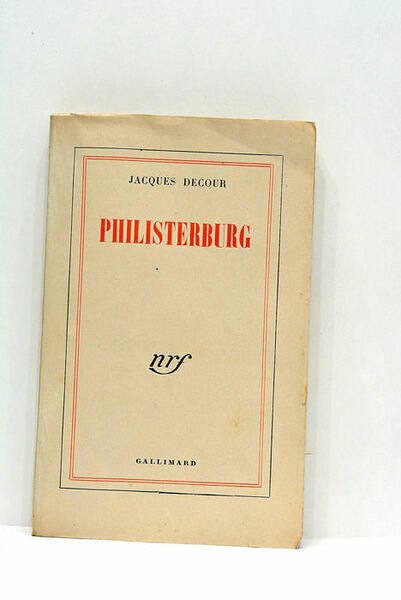 JACQUES DECOUR
PHILISTERBURG
nrf
GALLIMARD